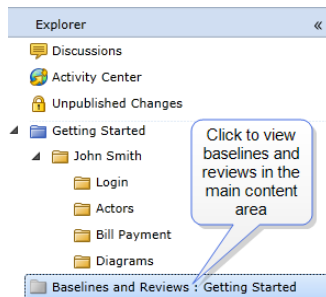 Explorer «
Discussions
Activity Center
Unpublished Changes
Getting Started
John Smith
Login
Actors
Bill Payment
Diagrams
Click to view
baselines and
reviews in the
main content
area
Baselines and Reviews : Getting Started